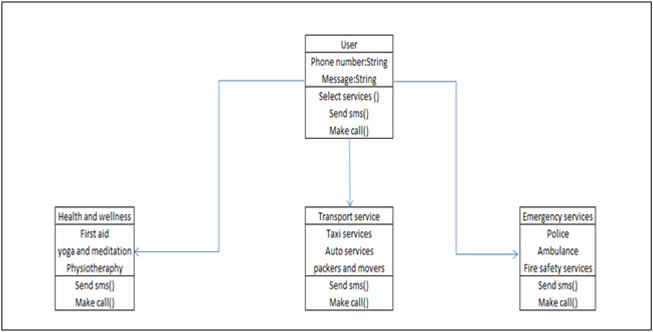 User
Phone number:String
Message:String
Select services ()
Send sms()
Make call()
Health and wellness
First aid
yoga and meditation
Physiotheraphy
Send sms()
Make call()
Transport service
Taxi services
Auto services
packers and movers
Send sms()
Make call()
Emergency services
Police
Ambulance
Fire safety services
Send sms()
Make call()